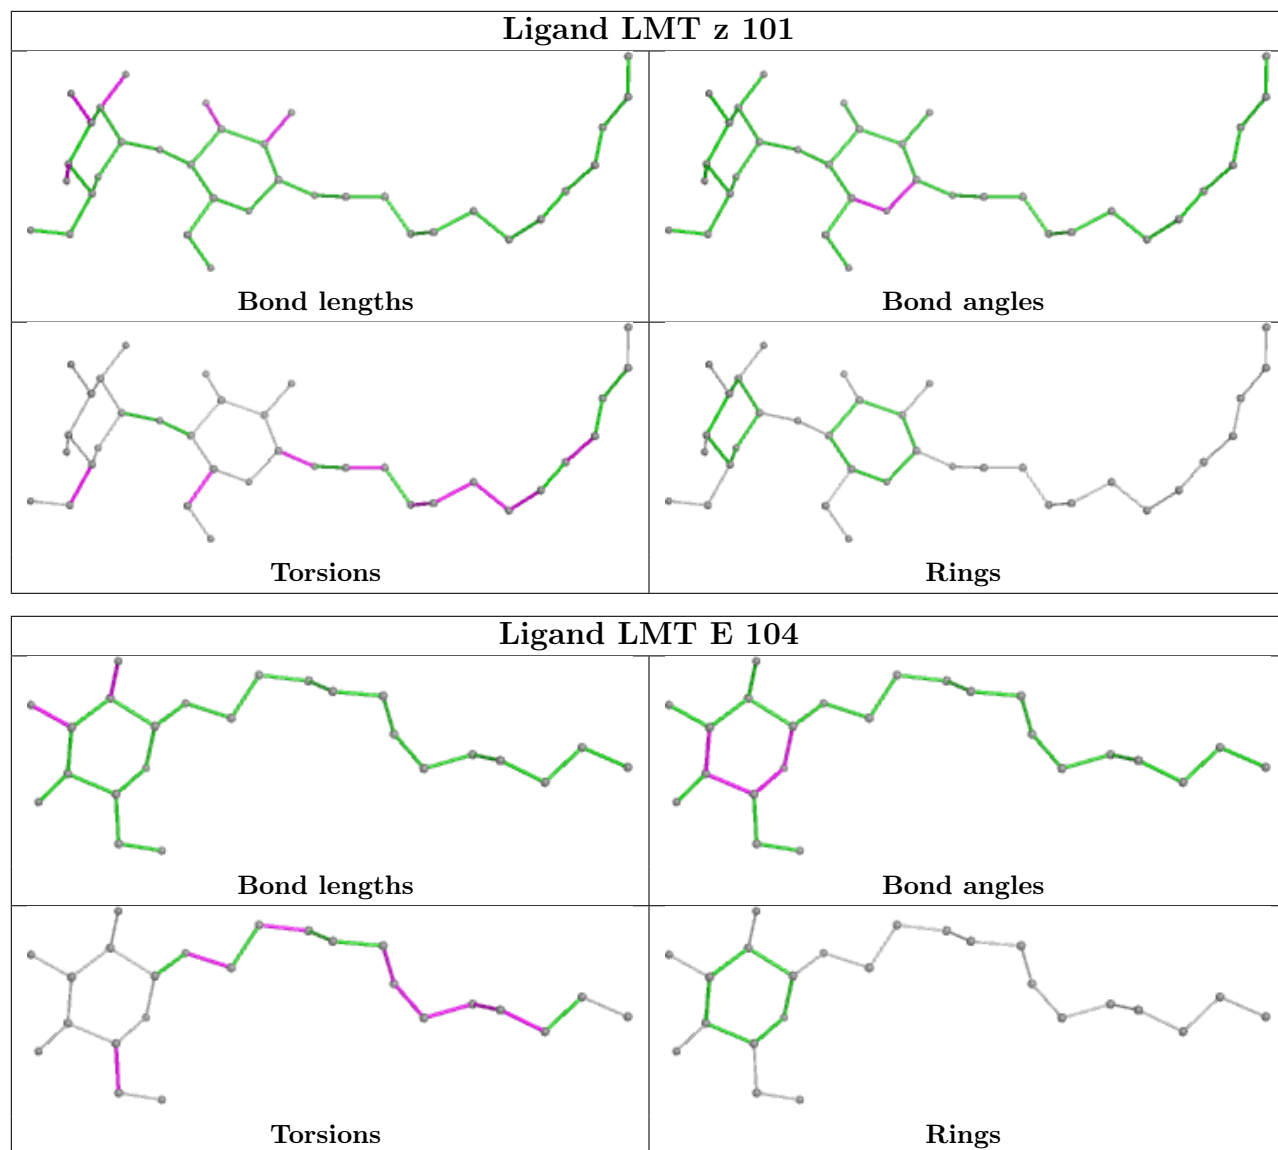 Ligand LMT z 101
Bond lengths
Bond angles
Torsions
Rings
Ligand LMT E 104
Bond lengths
Bond angles
Torsions
Rings